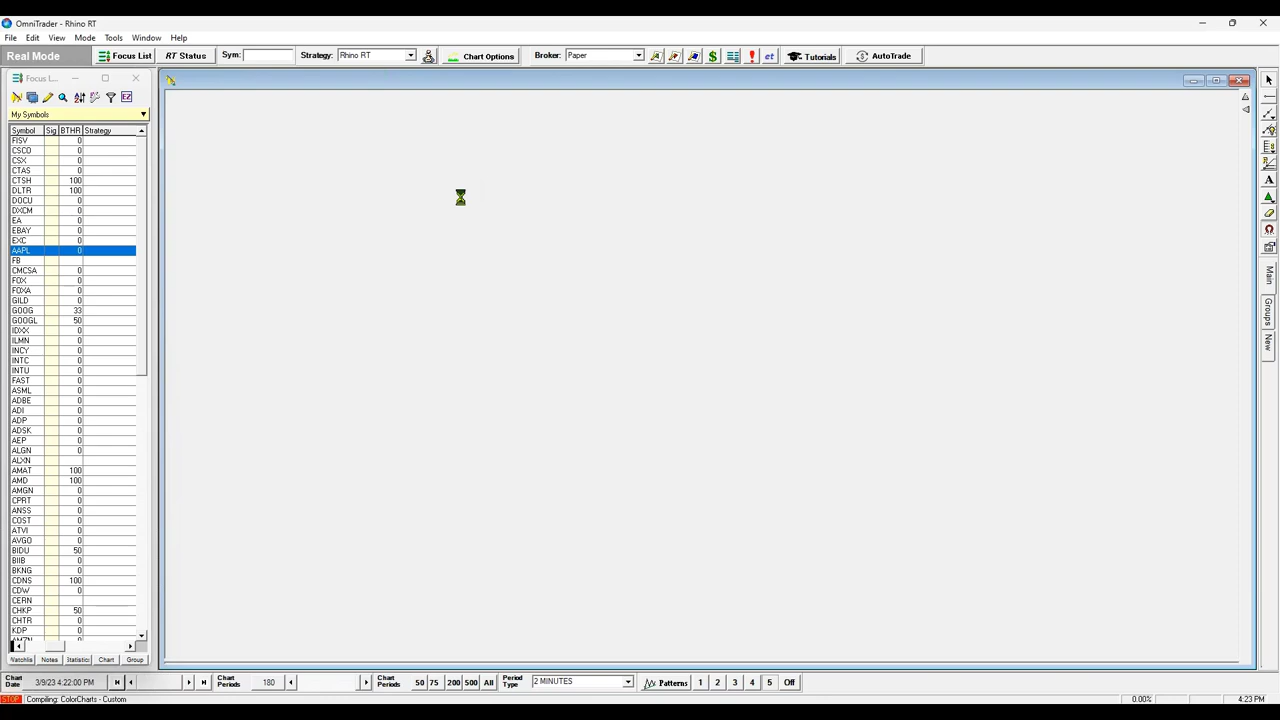 OmniTrader - Rhino RT
File Edit View Mode Tools Window Help
Real Mode Focus List RT Status Sym: Strategy: Rhino RT Chart Options Broker: Paper $ ! et Tutorials AutoTrade
Focus L...
EZ
My Symbols
Symbol Sig BTHR Strategy
FISV 0
CSCO 0
CSX 0
CTAS 0
CTSH 100
DLTR 100
DOCU 0
DXCM 0
EA 0
EBAY 0
EXC 0
AAPL 0
FB
CMCSA 0
FOX 0
FOXA 0
GILD 0
GOOG 33
GOOGL 50
IDXX 0
ILMN 0
INCY 0
INTC 0
INTU 0
FAST 0
ASML 0
ADBE 0
ADI 0
ADP 0
ADSK 0
AEP 0
ALGN 0
ALXN
AMAT 100
AMD 100
AMGN 0
CPRT 0
ANSS 0
COST 0
ATVI 0
AVGO 0
BIDU 50
BIIB 0
BKNG 0
CDNS 100
CDW 0
CERN
CHKP 50
CHTR 0
KDP 0
AMZN 0
Notes Statistics Chart Group
A
Main
Groups
New
Chart Date 3/9/23 4:22:00 PM Chart Periods 180 Chart Periods 50 75 200 500 All Period Type 2 MINUTES Patterns 1 2 3 4 5 Off
STOP Compiling: ColorCharts - Custom 0.00% 4:23 PM